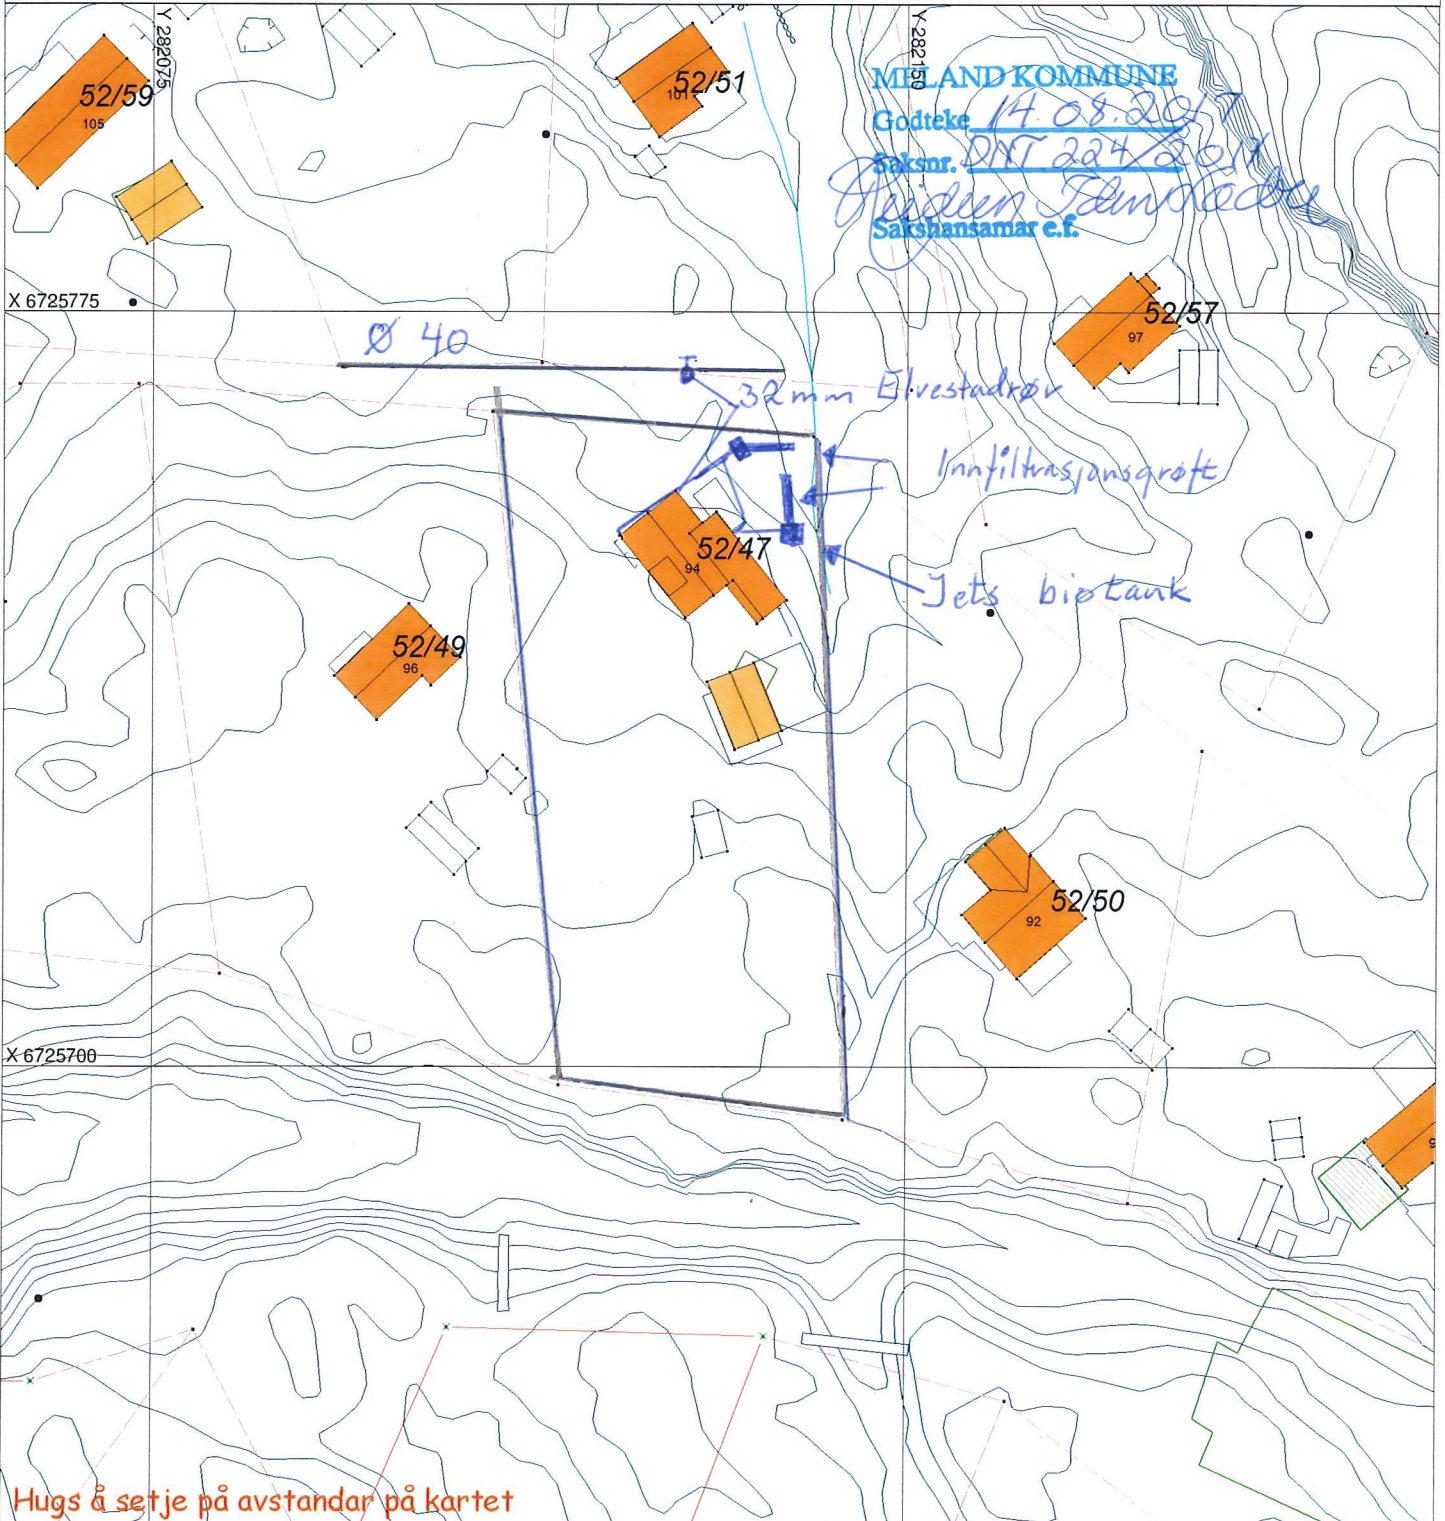 Y 282075
Y 282150
52/59
105
52/51
101
MELAND KOMMUNE
Godteke 14.08.2017
Saksnr. DMT 224/2017
Sakshansamar e.f.
X 6725775
52/57
97
Ø 40
32mm Elvestadrør
Innfiltrasjonsgrøft
52/47
94
Jets biotank
52/49
96
52/50
92
X 6725700
9
Hugs å setje på avstandar på kartet